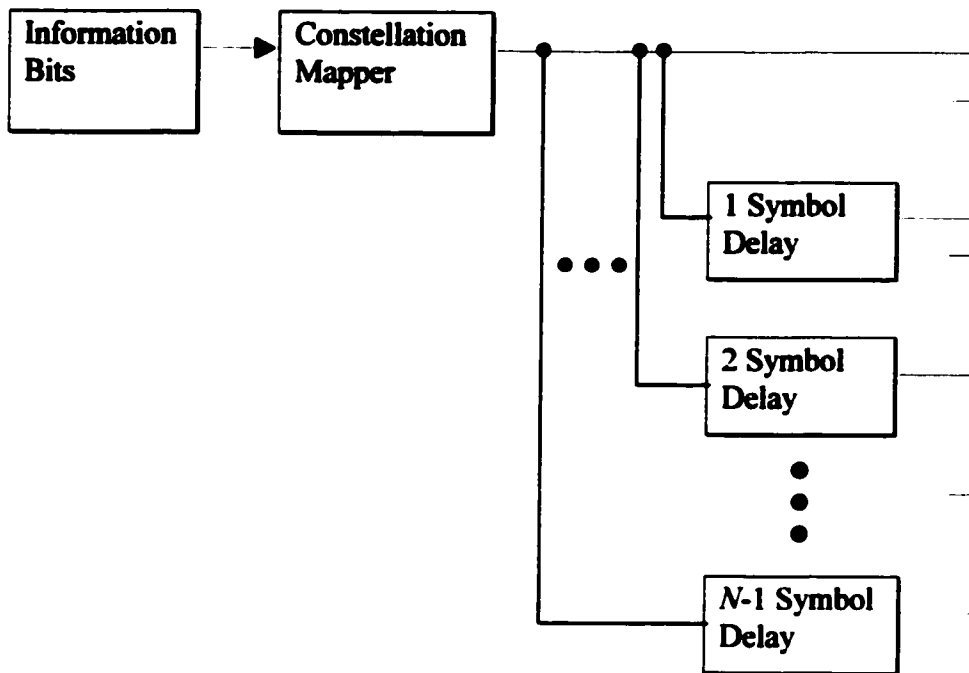 Information
Bits
Constellation
Mapper
1 Symbol
Delay
2 Symbol
Delay
N-1 Symbol
Delay